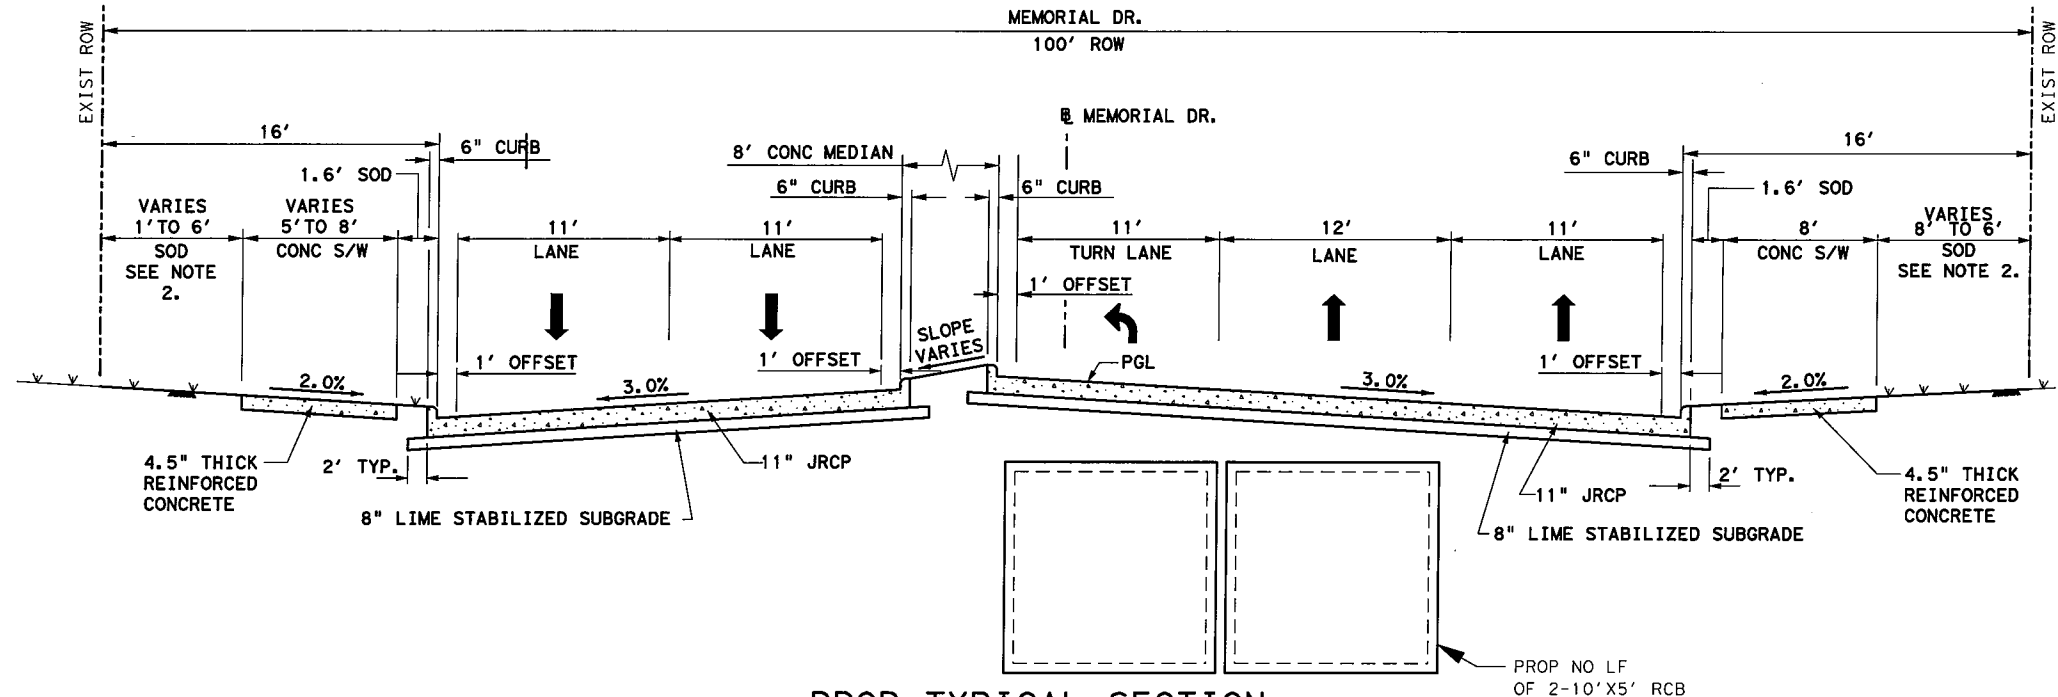 MEMORIAL DR.
100' ROW
EXIST ROW
EXIST ROW
℄ MEMORIAL DR.
16'
6" CURB
8' CONC MEDIAN
6" CURB
16'
1.6' SOD
6" CURB
6" CURB
1.6' SOD
VARIES
1'TO 6'
SOD
SEE NOTE
2.
VARIES
5'TO 8'
CONC S/W
11'
LANE
11'
LANE
11'
TURN LANE
12'
LANE
11'
LANE
8'
CONC S/W
VARIES
8' TO 6'
SOD
SEE NOTE 2.
1' OFFSET
SLOPE
VARIES
1' OFFSET
1' OFFSET
PGL
1' OFFSET
2.0%
3.0%
3.0%
2.0%
4.5" THICK
REINFORCED
CONCRETE
2' TYP.
11" JRCP
8" LIME STABILIZED SUBGRADE
2' TYP.
11" JRCP
8" LIME STABILIZED SUBGRADE
4.5" THICK
REINFORCED
CONCRETE
PROP NO LF
OF 2-10'X5' RCB
PROP TYPICAL SECTION